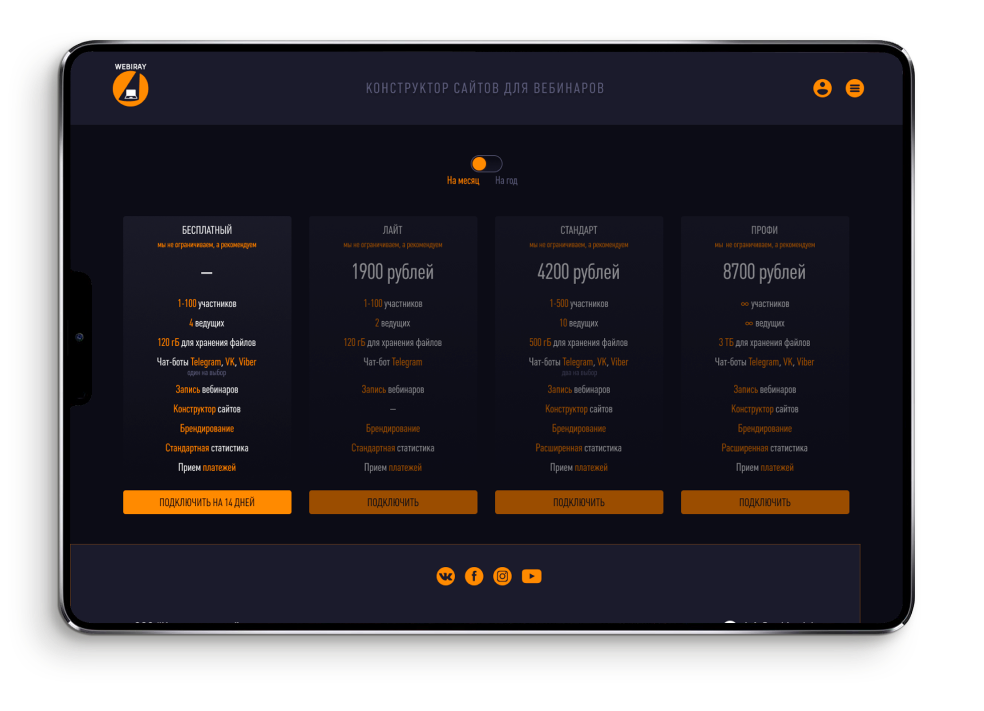 WEBIRAY
КОНСТРУКТОР САЙТОВ ДЛЯ ВЕБИНАРОВ
На месяц На год
БЕСПЛАТНЫЙ
мы не ограничиваем, а рекомендуем
—
1-100 участников
4 ведущих
120 гБ для хранения файлов
Чат-боты Telegram, VK, Viber
один на выбор
Запись вебинаров
Конструктор сайтов
Брендирование
Стандартная статистика
Прием платежей
ПОДКЛЮЧИТЬ НА 14 ДНЕЙ
ЛАЙТ
мы не ограничиваем, а рекомендуем
1900 рублей
1-100 участников
2 ведущих
120 гБ для хранения файлов
Чат-бот Telegram
Запись вебинаров
—
Брендирование
Стандартная статистика
Прием платежей
ПОДКЛЮЧИТЬ
СТАНДАРТ
мы не ограничиваем, а рекомендуем
4200 рублей
1-500 участников
10 ведущих
500 гБ для хранения файлов
Чат-боты Telegram, VK, Viber
два на выбор
Запись вебинаров
Конструктор сайтов
Брендирование
Расширенная статистика
Прием платежей
ПОДКЛЮЧИТЬ
ПРОФИ
мы не ограничиваем, а рекомендуем
8700 рублей
∞ участников
∞ ведущих
3 ТБ для хранения файлов
Чат-боты Telegram, VK, Viber
Запись вебинаров
Конструктор сайтов
Брендирование
Расширенная статистика
Прием платежей
ПОДКЛЮЧИТЬ